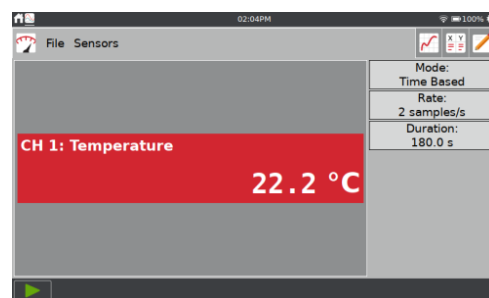 02:04PM
100%
File Sensors
X Y
Mode:
Time Based
Rate:
2 samples/s
Duration:
180.0 s
CH 1: Temperature
22.2 °C